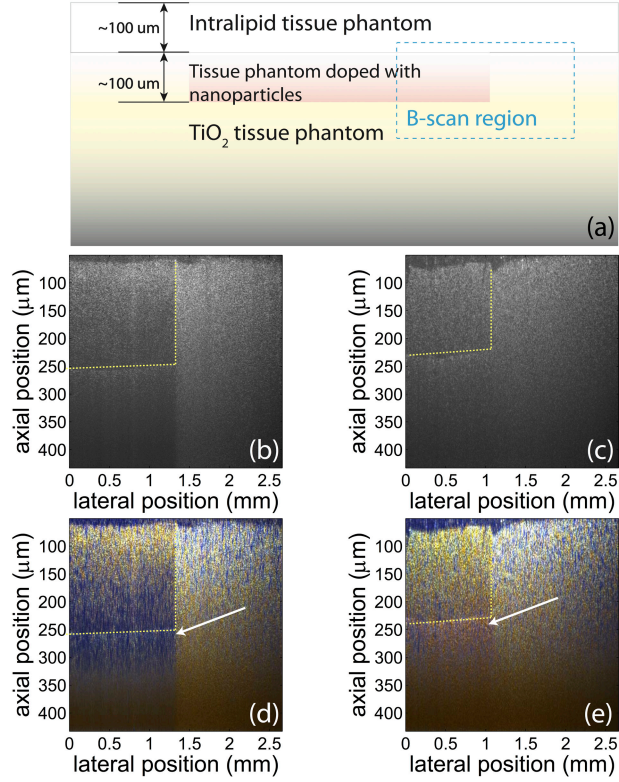 ~100 um
Intralipid tissue phantom
~100 um
Tissue phantom doped with
nanoparticles
B-scan region
TiO2 tissue phantom
(a)
axial position (μm)
100
150
200
250
300
350
400
(b)
0 0.5 1 1.5 2 2.5
lateral position (mm)
axial position (μm)
100
150
200
250
300
350
400
(c)
0 0.5 1 1.5 2 2.5
lateral position (mm)
axial position (μm)
100
150
200
250
300
350
400
(d)
0 0.5 1 1.5 2 2.5
lateral position (mm)
axial position (μm)
100
150
200
250
300
350
400
(e)
0 0.5 1 1.5 2 2.5
lateral position (mm)